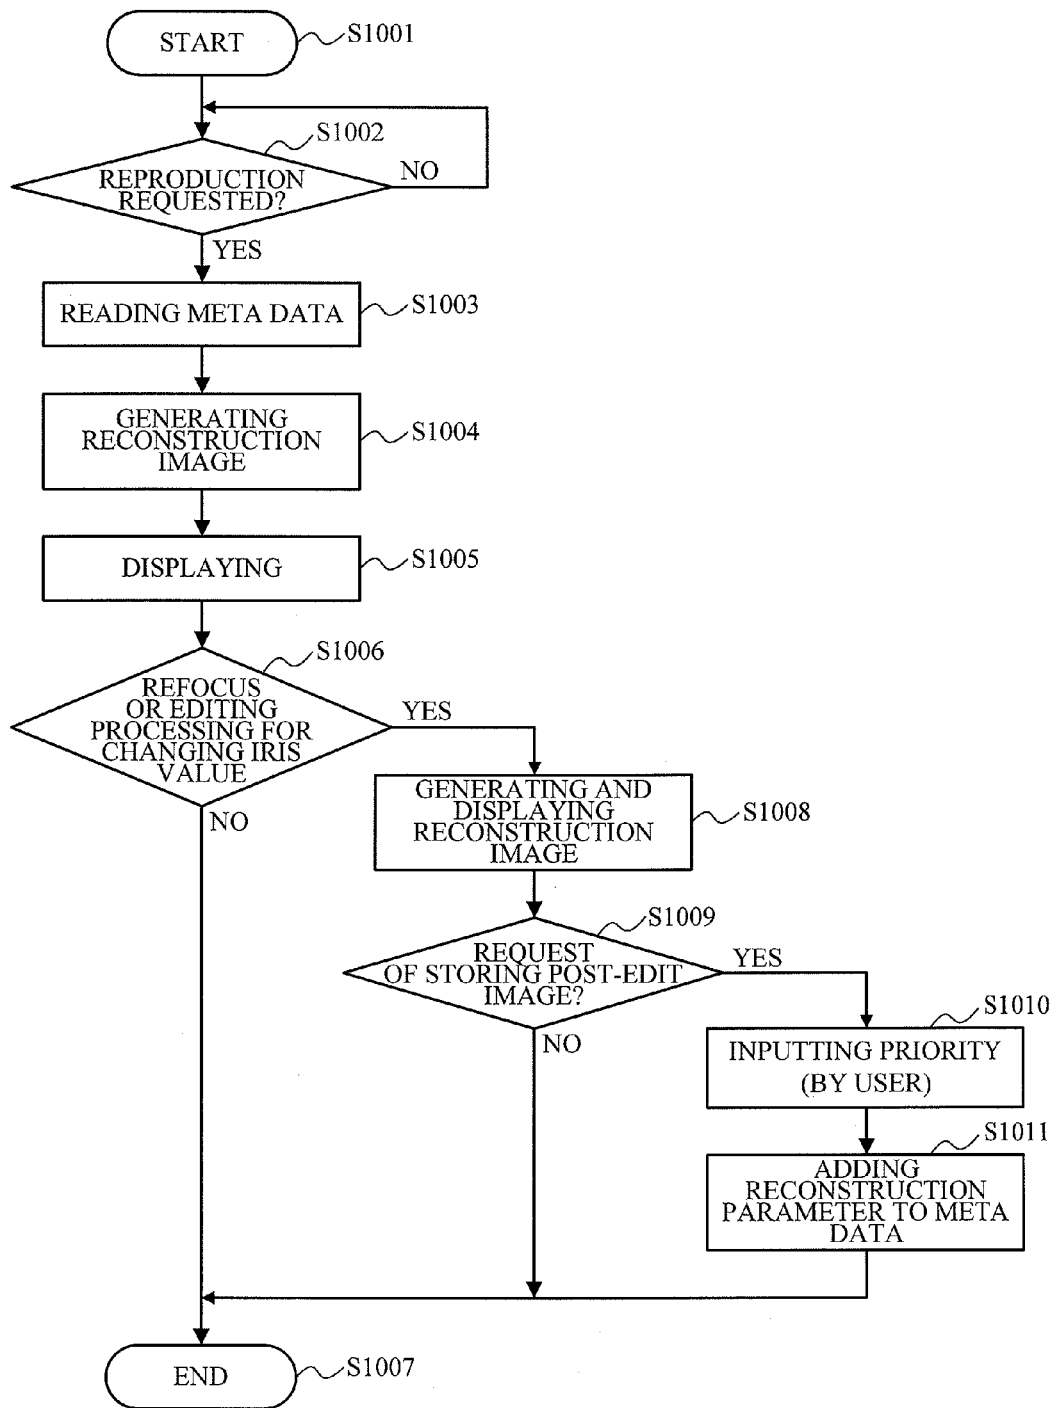 START
S1001
S1002
REPRODUCTION
REQUESTED?
NO
YES
READING META DATA
S1003
GENERATING
RECONSTRUCTION
IMAGE
S1004
DISPLAYING
S1005
S1006
REFOCUS
OR EDITING
PROCESSING FOR
CHANGING IRIS
VALUE
YES
NO
GENERATING AND
DISPLAYING
RECONSTRUCTION
IMAGE
S1008
S1009
REQUEST
OF STORING POST-EDIT
IMAGE?
YES
NO
S1010
INPUTTING PRIORITY
(BY USER)
S1011
ADDING
RECONSTRUCTION
PARAMETER TO META
DATA
END
S1007